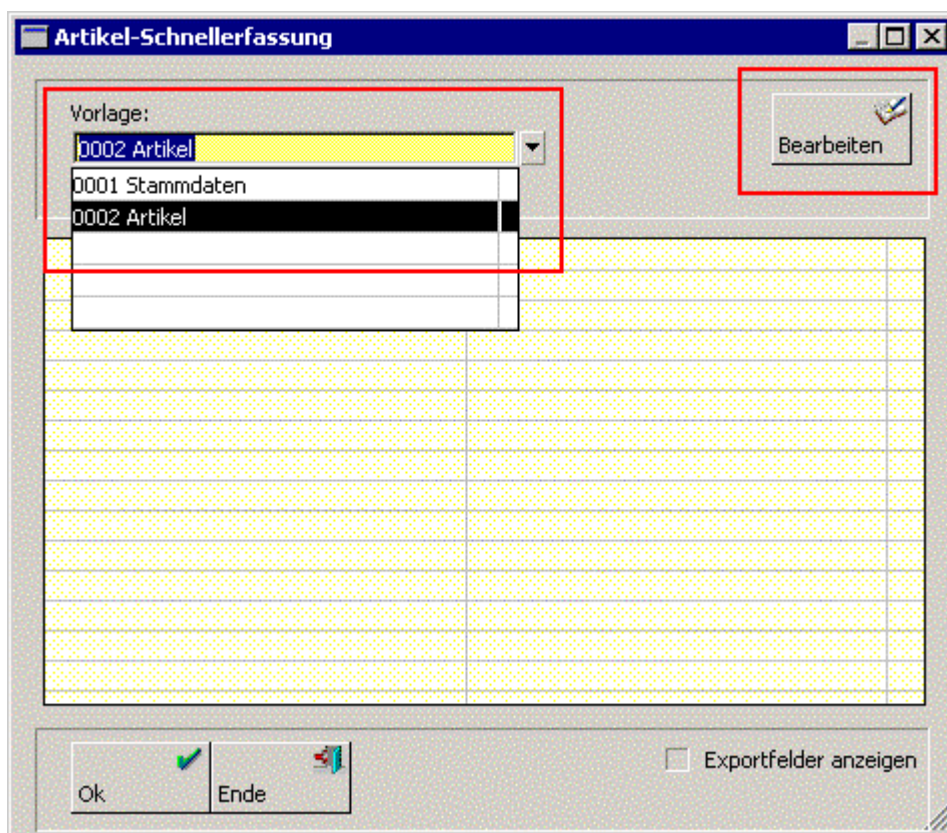 Artikel-Schnellerfassung
Vorlage:
0002 Artikel
Bearbeiten
0001 Stammdaten
0002 Artikel
Ok
Ende
Exportfelder anzeigen